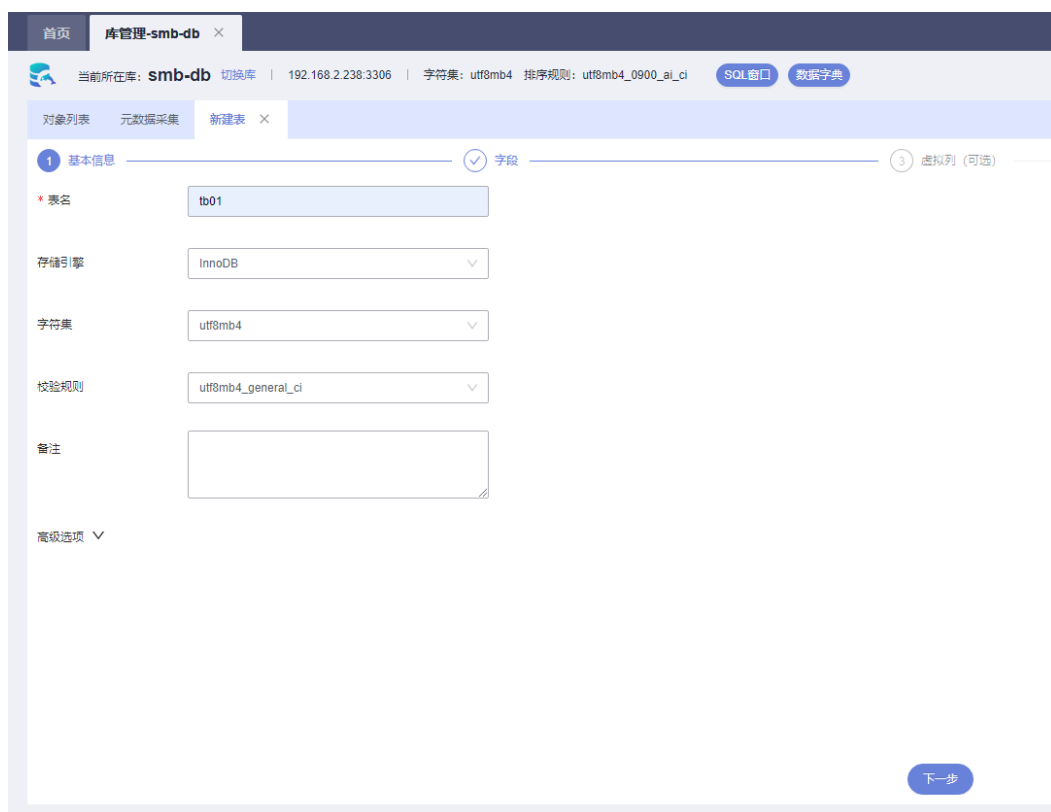 首页 库管理-smb-db
当前所在库: smb-db 切换库 | 192.168.2.238:3306 | 字符集: utf8mb4 排序规则: utf8mb4_0900_ai_ci SQL窗口 数据字典
对象列表 元数据采集 新建表
1 基本信息 字段 3 虚拟列 (可选)
* 表名 tb01
存储引擎 InnoDB
字符集 utf8mb4
校验规则 utf8mb4_general_ci
备注
高级选项
下一步